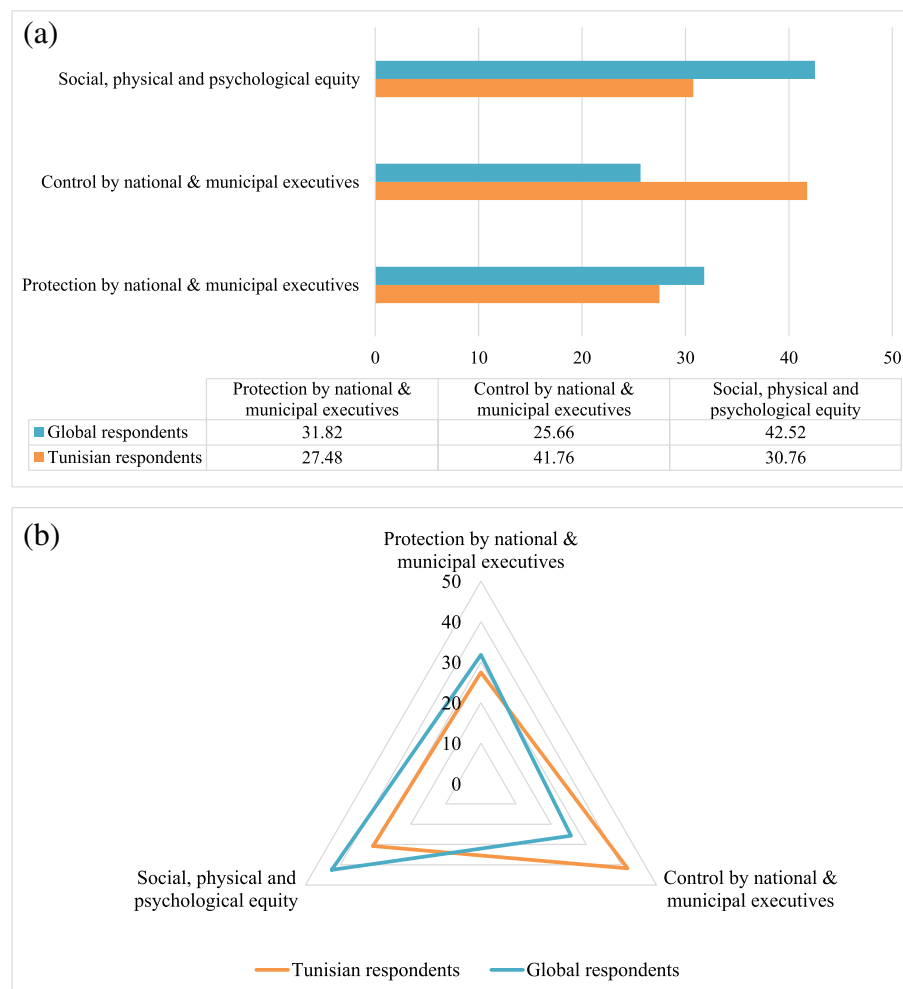 (a)
Social, physical and psychological equity
Control by national & municipal executives
Protection by national & municipal executives
0 10 20 30 40 50
Protection by national & municipal executives
Control by national & municipal executives
Social, physical and psychological equity
Global respondents 31.82 25.66 42.52
Tunisian respondents 27.48 41.76 30.76
(b)
Protection by national &
municipal executives
50
40
30
20
10
0
Social, physical and
psychological equity
Control by national &
municipal executives
Tunisian respondents Global respondents